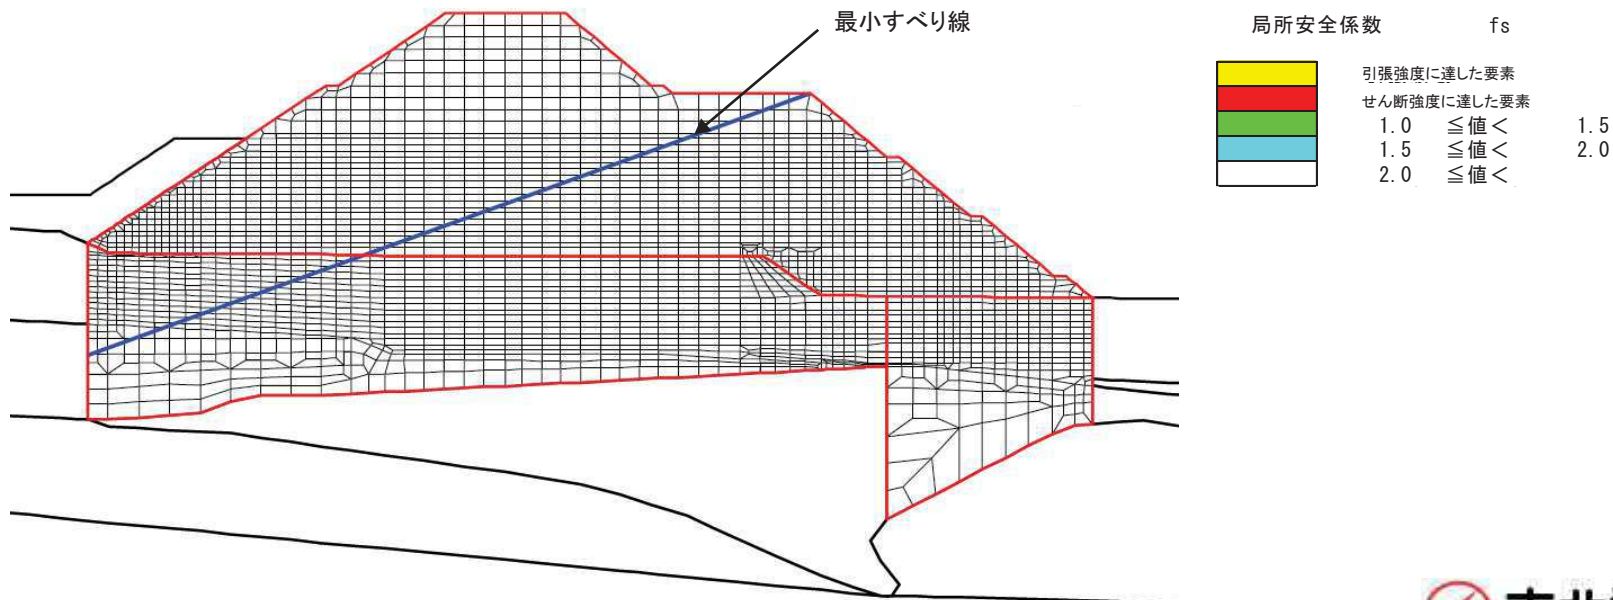 最小すべり線
局所安全係数 fs
引張強度に達した要素
せん断強度に達した要素
1.0 ≦値< 1.5
1.5 ≦値< 2.0
2.0 ≦値<